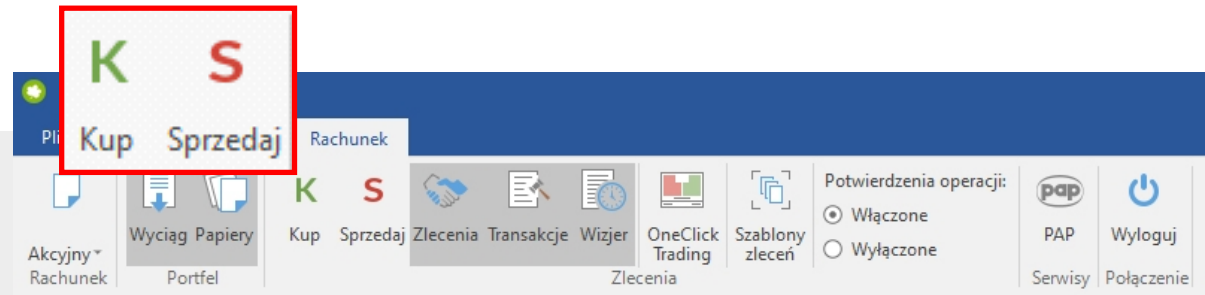 K S
Kup Sprzedaj
Rachunek
K S Potwierdzenia operacji:
pap
Włączone
Wyciąg Papiery Kup Sprzedaj Zlecenia Transakcje Wizjer OneClick Trading Szablony zleceń PAP Wyloguj
Akcyjny Wyłączone
Rachunek Portfel Zlecenia Serwisy Połączenie